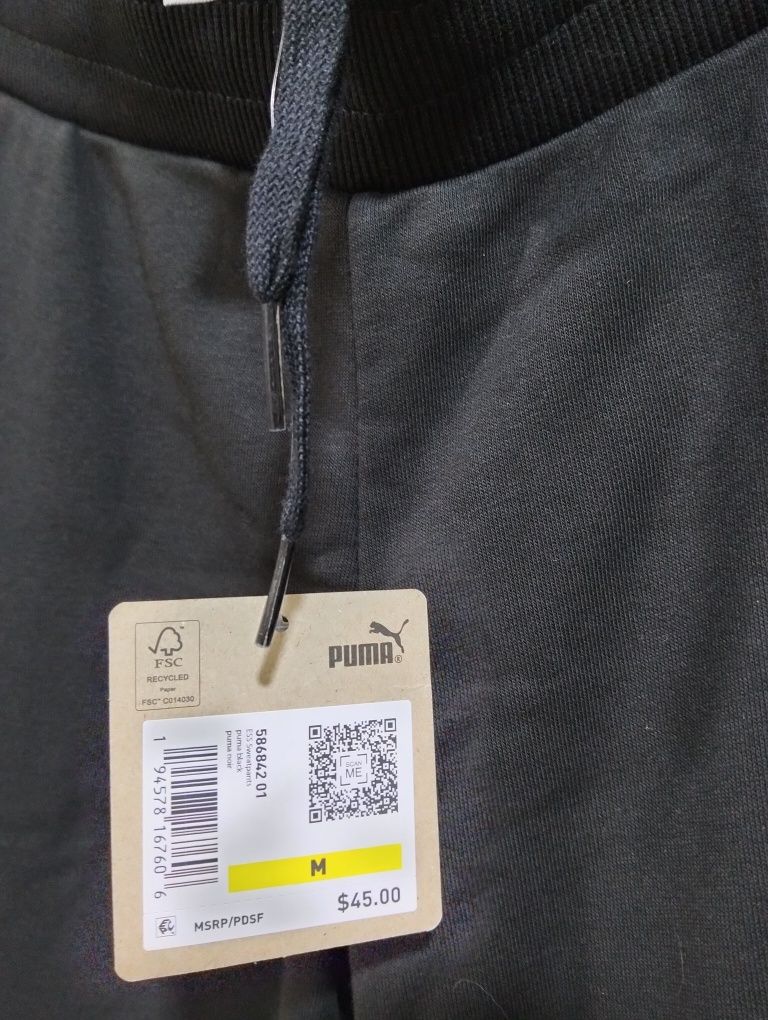 FSC
RECYCLED
Paper
FSC™ C014030
PUMA®
586842 01
ESS Sweatpants
puma black
puma noir
SCAN
ME
1 94578 16760 6
M
$45.00
MSRP/PDSF